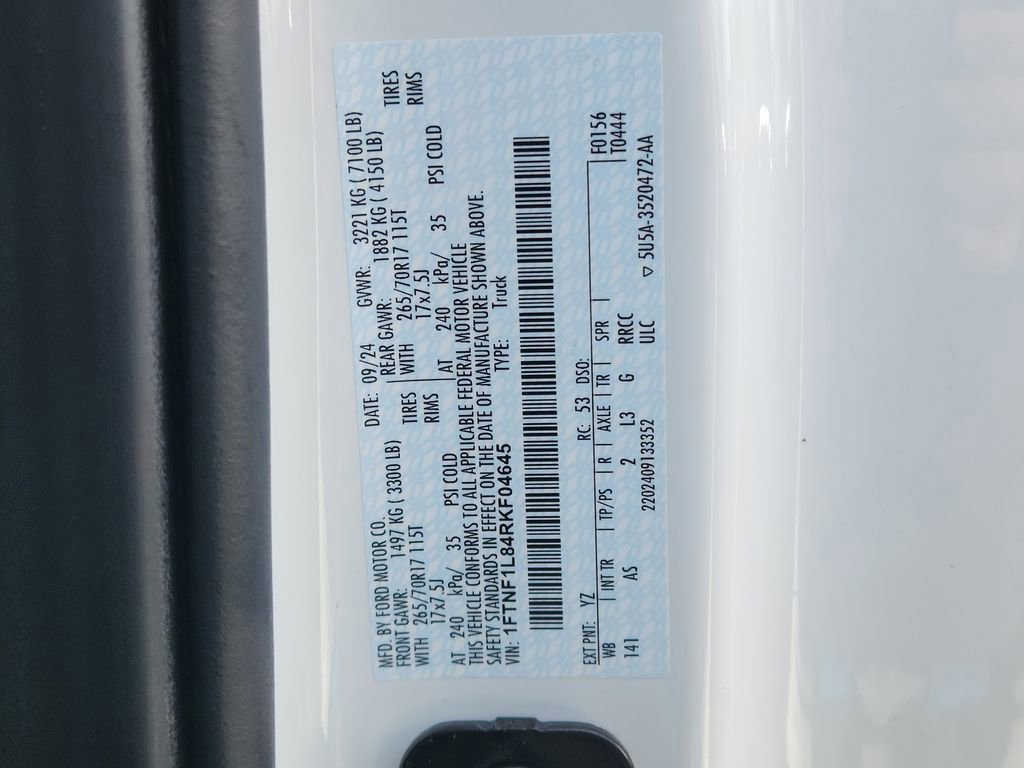 MFD. BY FORD MOTOR CO.
DATE: 09/24 GVWR: 3221 KG ( 7100 LB)
FRONT GAWR: 1497 KG ( 3300 LB) REAR GAWR: 1882 KG ( 4150 LB)
WITH 265/70R17 115T TIRES WITH 265/70R17 115T TIRES
17x7.5J RIMS 17x7.5J RIMS
AT 240 kPa/ 35 PSI COLD AT 240 kPa/ 35 PSI COLD
THIS VEHICLE CONFORMS TO ALL APPLICABLE FEDERAL MOTOR VEHICLE
SAFETY STANDARDS IN EFFECT ON THE DATE OF MANUFACTURE SHOWN ABOVE.
VIN: 1FTNF1L84RKF04645 TYPE: Truck
EXT PNT: YZ RC: 53 DSO: F0156
WB INT TR TP/PS R AXLE TR SPR T0444
141 AS 2 L3 G RRCC
2202409133352 ULC ▽ 5U5A-3520472-AA